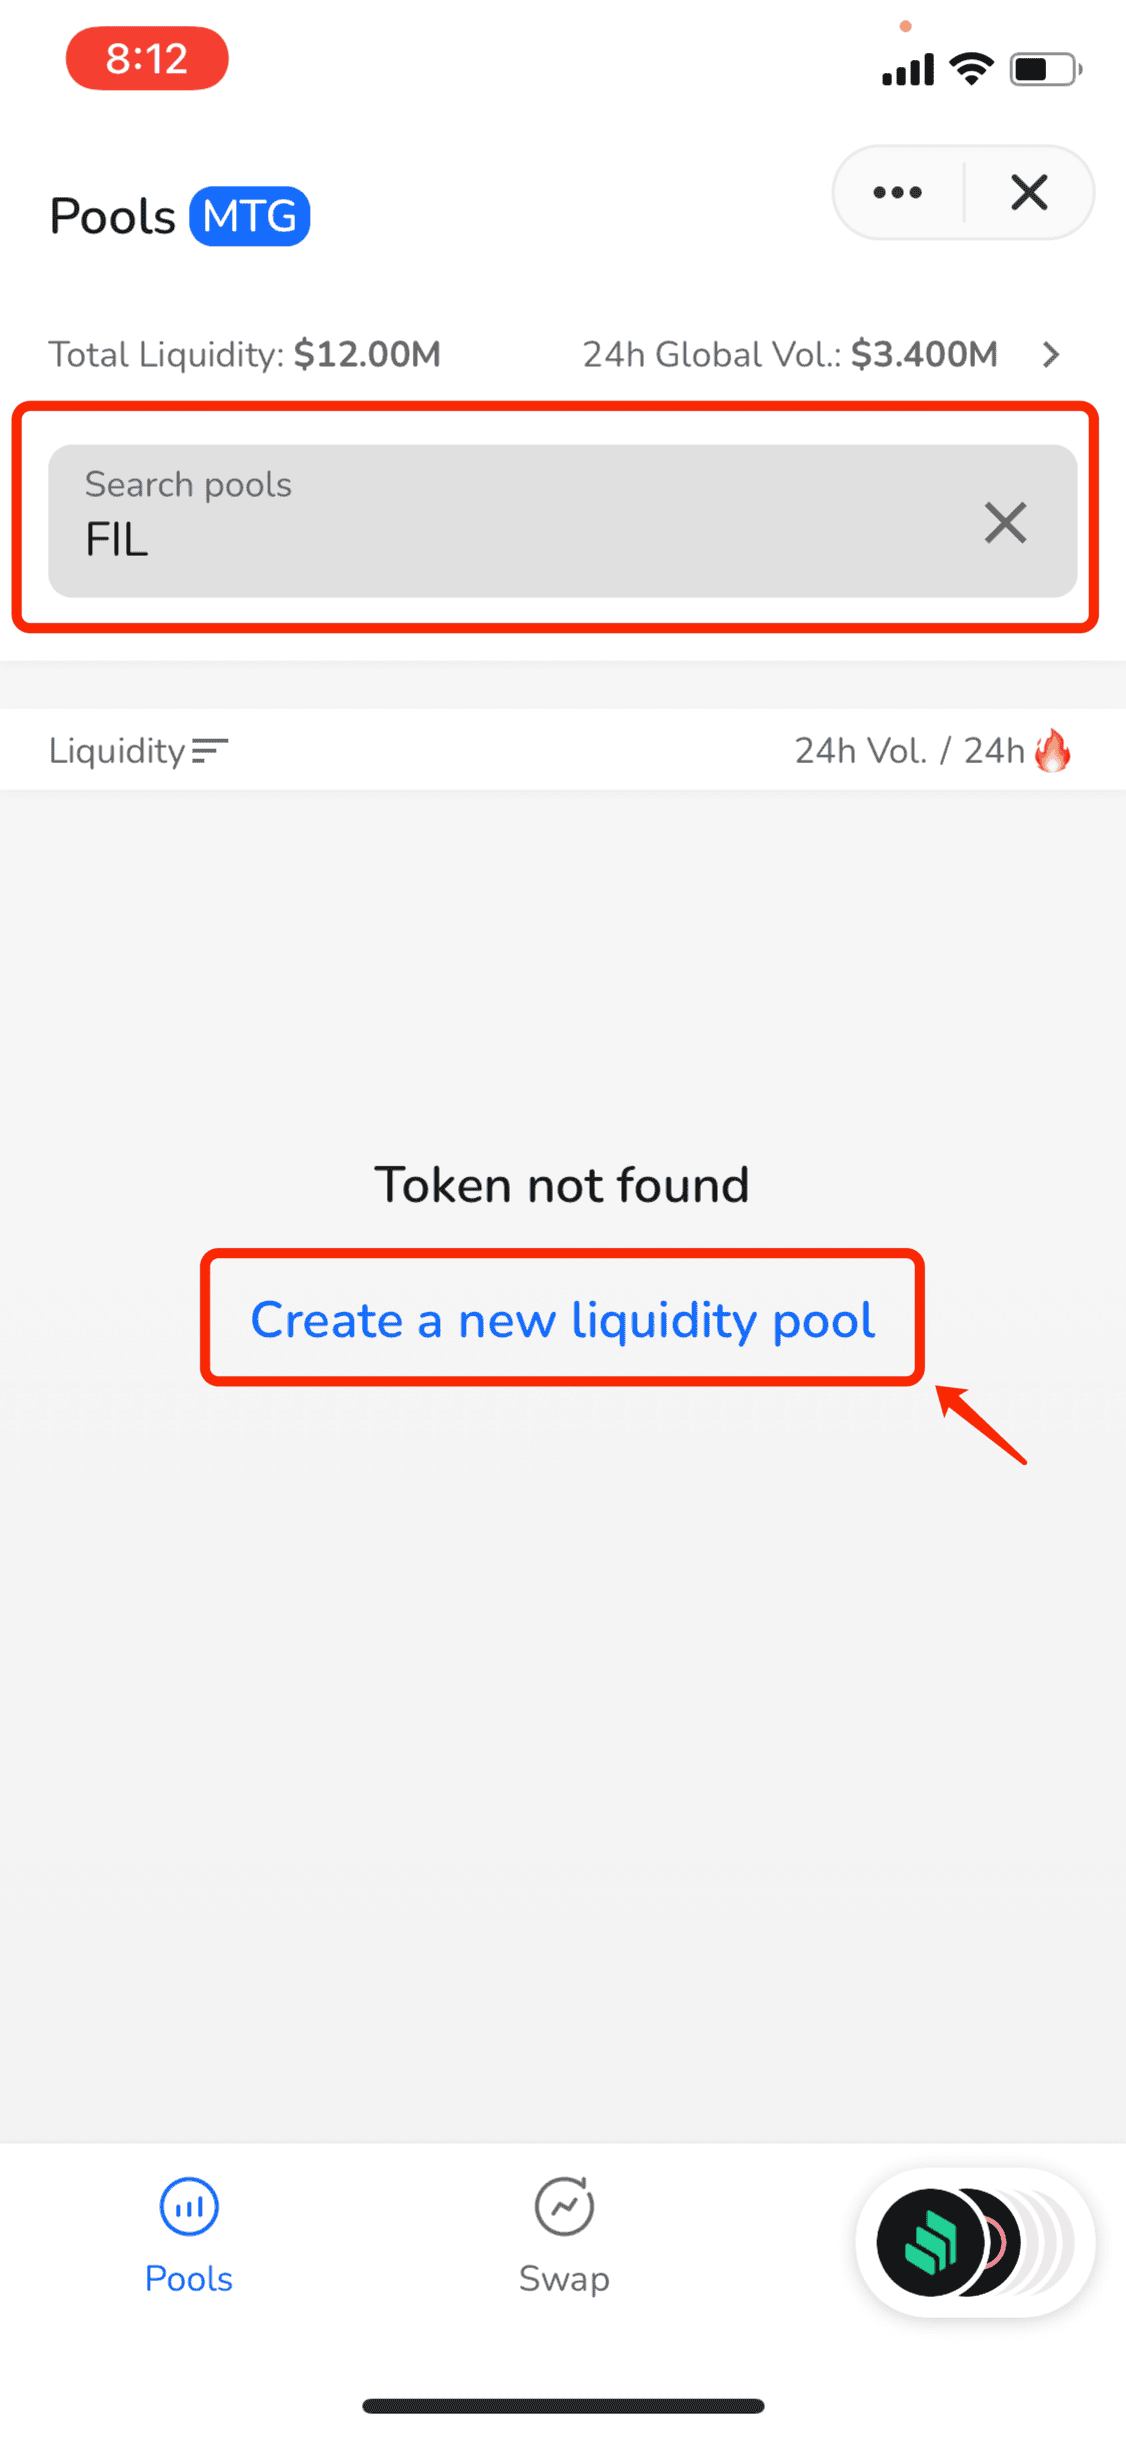 8:12
Pools MTG
Total Liquidity: $12.00M 24h Global Vol.: $3.400M
Search pools
FIL
Liquidity 24h Vol. / 24h🔥
Token not found
Create a new liquidity pool
Pools Swap